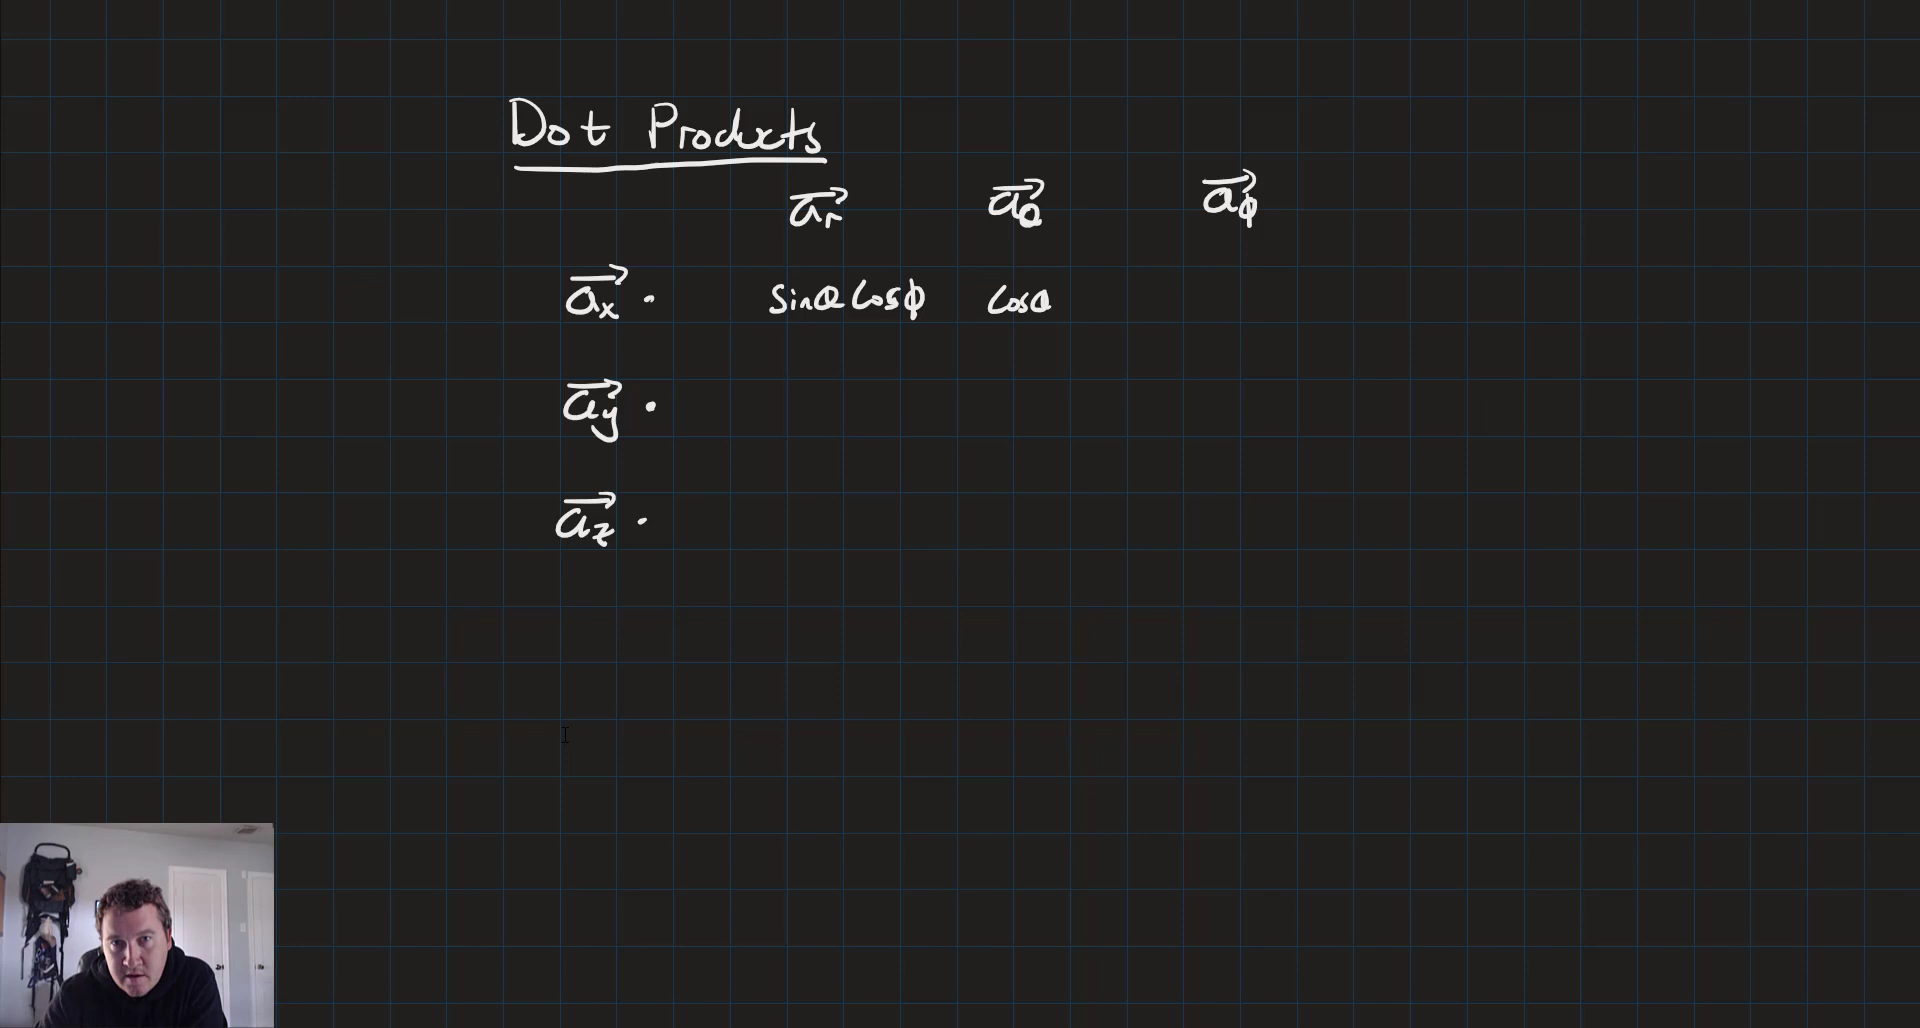 Dot Products
a⃗r a⃗θ a⃗ϕ
a⃗x · sinθ cosϕ cosθ
a⃗y ·
a⃗z ·